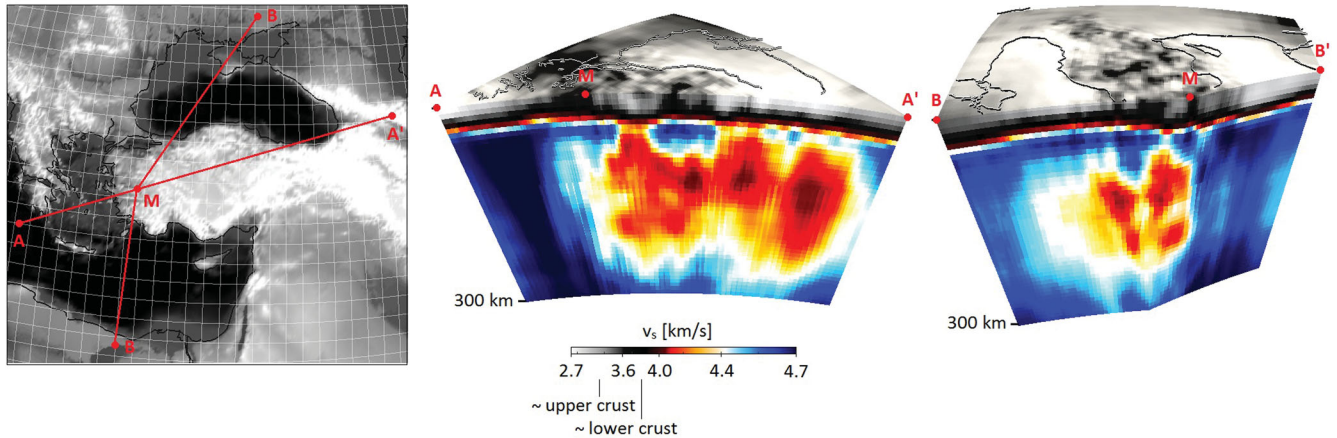 B
A'
M
A
B
A
M
A'
300 km
B
M
B'
300 km
vs [km/s]
2.7 3.6 4.0 4.4 4.7
~ upper crust
~ lower crust